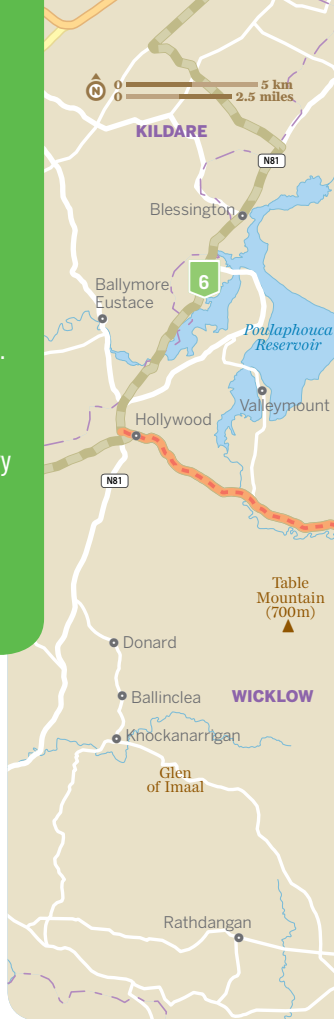 0 5 km
N
0 2.5 miles
KILDARE
N81
Blessington
6
Ballymore
Eustace
Poulaphouca
Reservoir
.
Valleymount
Hollywood
y
N81
Table
Mountain
(700m)
Donard
Ballinclea
WICKLOW
Knockanarrigan
Glen
of Imaal
Rathdangan